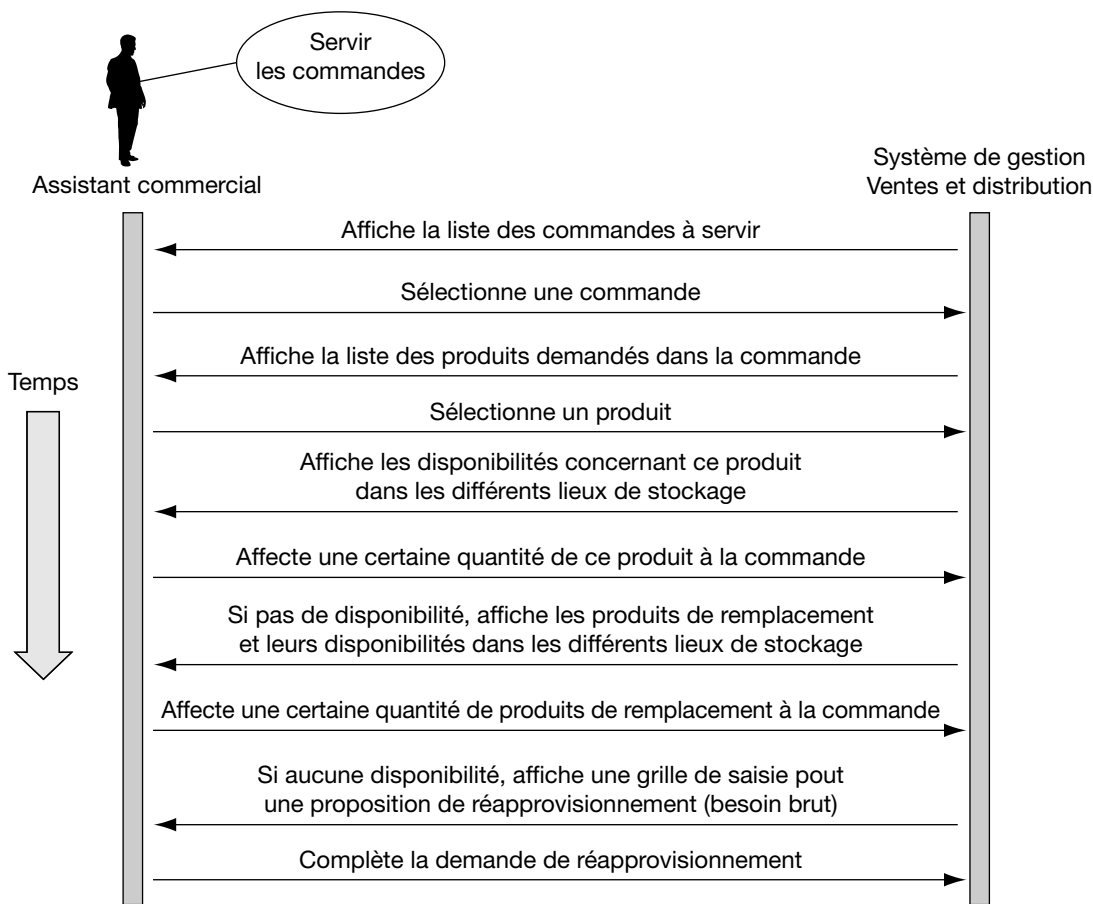 Servir
les commandes
Assistant commercial
Système de gestion
Ventes et distribution
Affiche la liste des commandes à servir
Sélectionne une commande
Affiche la liste des produits demandés dans la commande
Temps
Sélectionne un produit
Affiche les disponibilités concernant ce produit
dans les différents lieux de stockage
Affecte une certaine quantité de ce produit à la commande
Si pas de disponibilité, affiche les produits de remplacement
et leurs disponibilités dans les différents lieux de stockage
Affecte une certaine quantité de produits de remplacement à la commande
Si aucune disponibilité, affiche une grille de saisie pout
une proposition de réapprovisionnement (besoin brut)
Complète la demande de réapprovisionnement